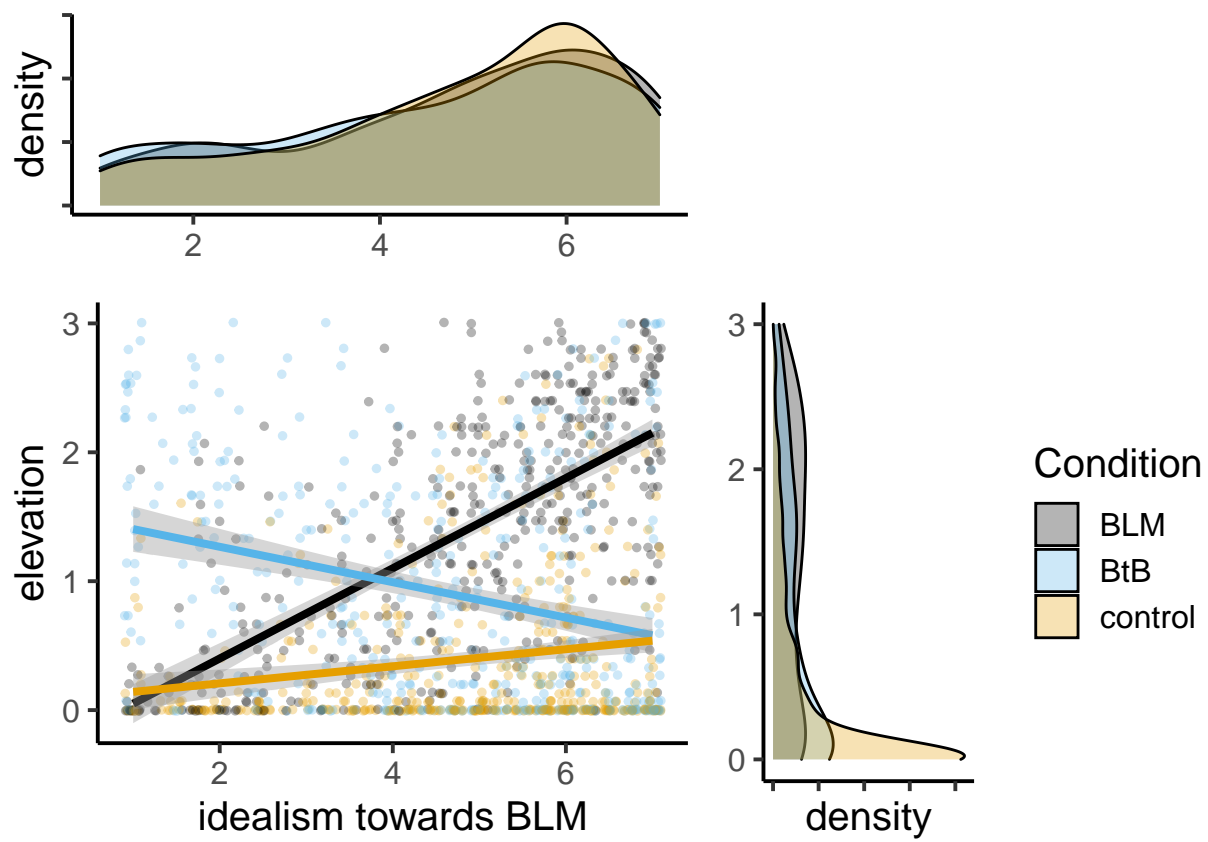 density
2 4 6
3
2
1
0
elevation
2 4 6
idealism towards BLM
3
2
1
0
density
Condition
BLM
BtB
control